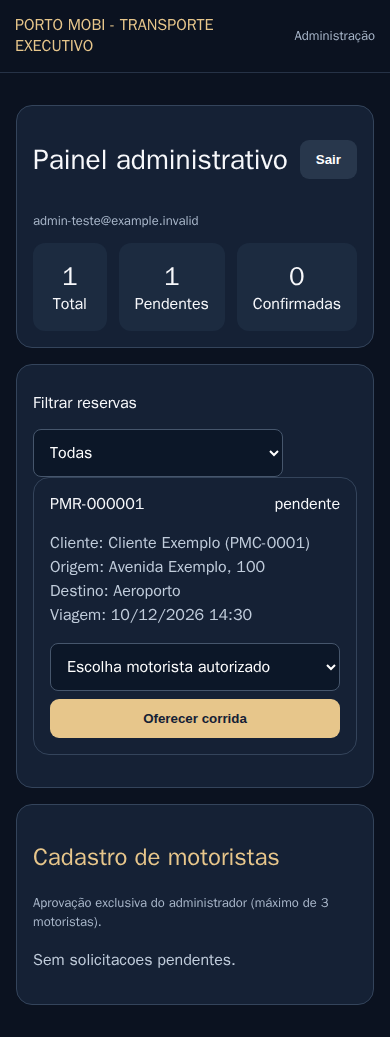 PORTO MOBI - TRANSPORTE
EXECUTIVO
Administração
Painel administrativo
Sair
admin-teste@example.invalid
1
Total
1
Pendentes
0
Confirmadas
Filtrar reservas
Todas
PMR-000001
pendente
Cliente: Cliente Exemplo (PMC-0001)
Origem: Avenida Exemplo, 100
Destino: Aeroporto
Viagem: 10/12/2026 14:30
Escolha motorista autorizado
Oferecer corrida
Cadastro de motoristas
Aprovação exclusiva do administrador (máximo de 3
motoristas).
Sem solicitacoes pendentes.